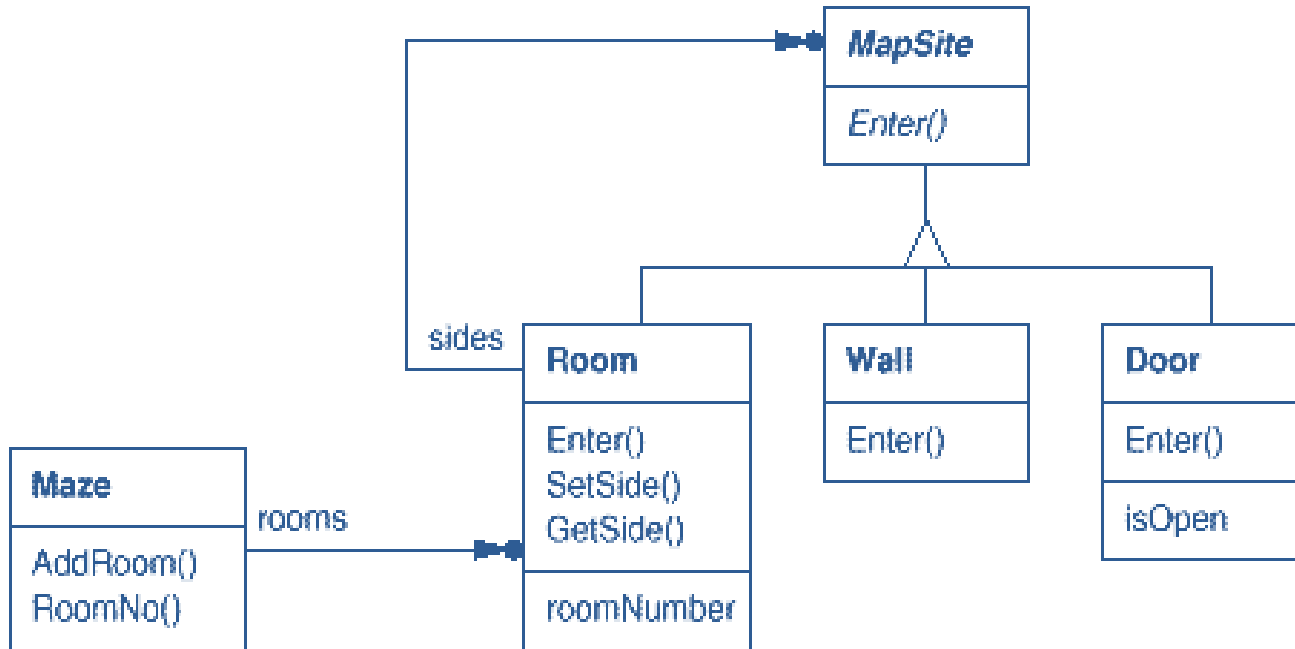 MapSite
Enter()
sides
Room
Enter()
SetSide()
GetSide()
roomNumber
Wall
Enter()
Door
Enter()
isOpen
Maze
AddRoom()
RoomNo()
rooms